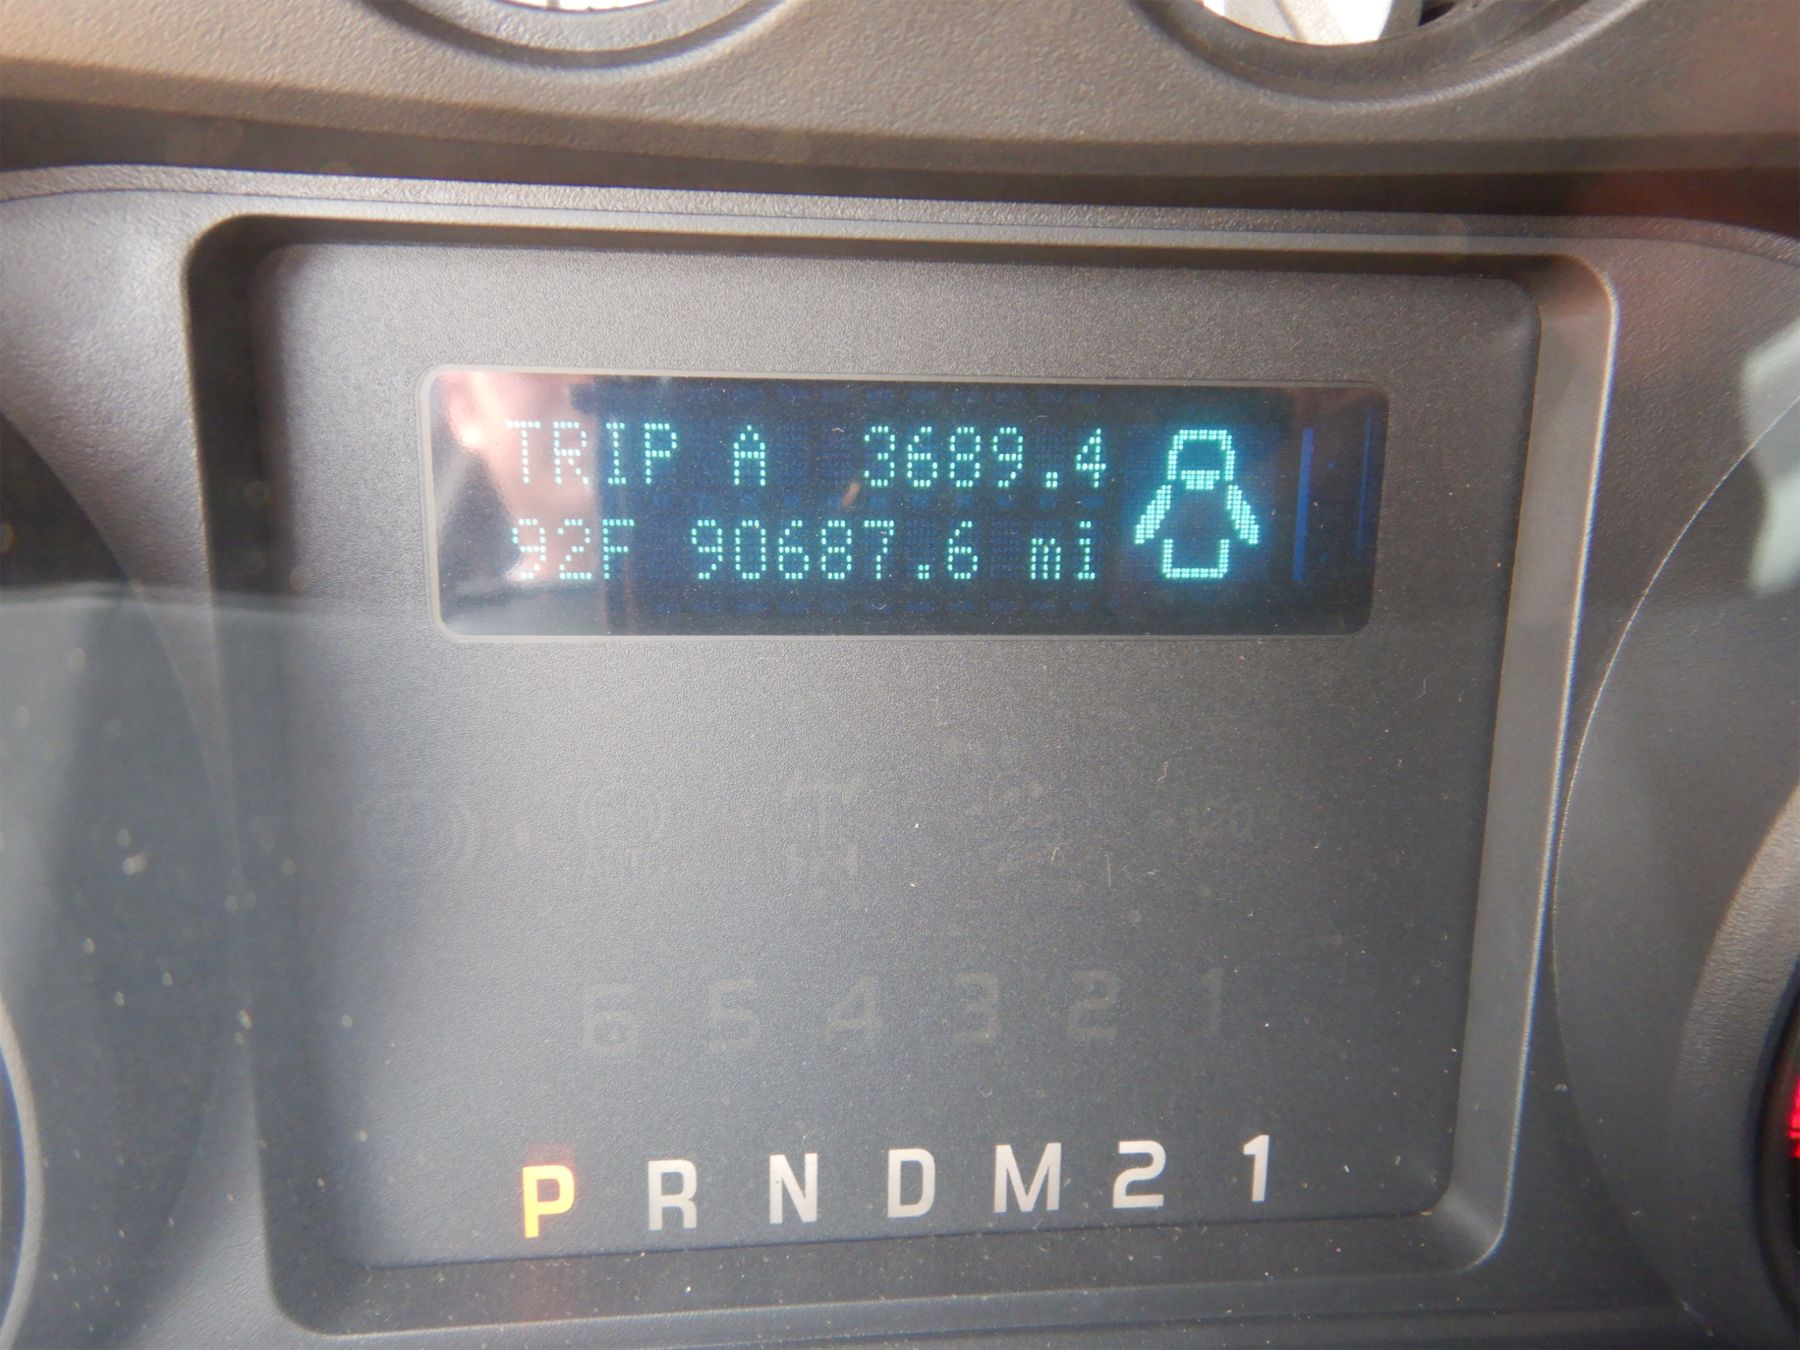 TRIP A 3689.4
92F 90687.6 mi
6 5 4 3 2 1
P R N D M 2 1